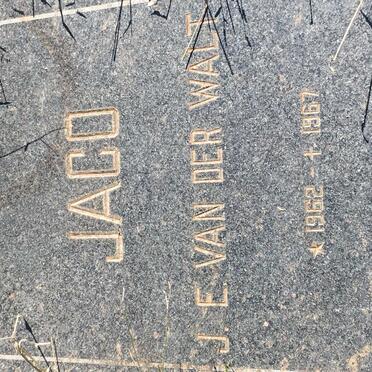 JACO
J. E. VAN DER WALT
★ 1962 - + 1967